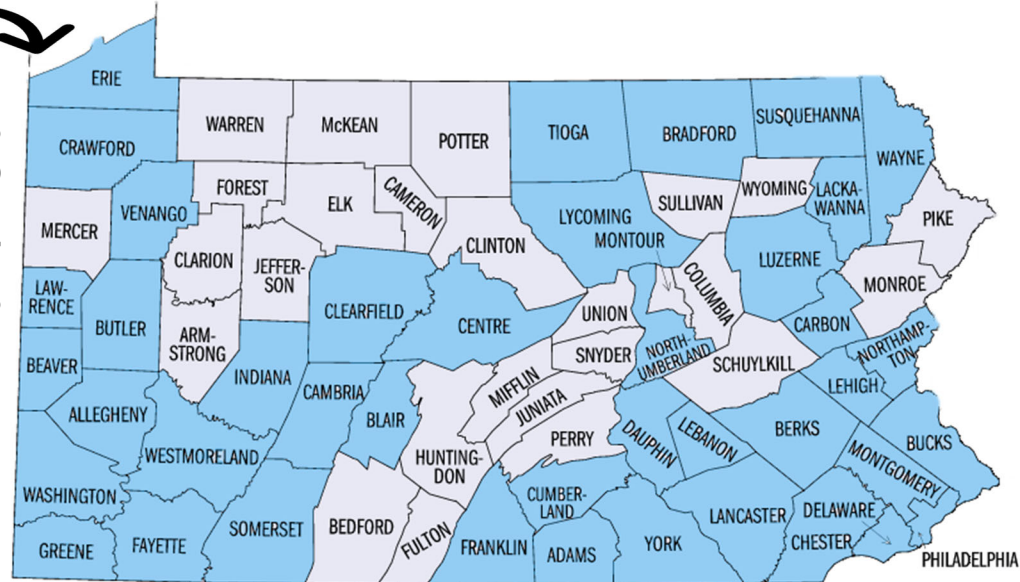 ERIE
CRAWFORD
WARREN
McKEAN
POTTER
TIOGA
BRADFORD
SUSQUEHANNA
WAYNE
FOREST
ELK
CAMERON
VENANGO
MERCER
CLARION
JEFFER-
SON
CLINTON
LYCOMING
MONTOUR
SULLIVAN
WYOMING
LACKA-
WANNA
PIKE
LUZERNE
COLUMBIA
MONROE
LAW-
RENCE
BUTLER
ARM-
STRONG
CLEARFIELD
CENTRE
UNION
SNYDER
NORTH-
UMBERLAND
SCHUYLKILL
CARBON
NORTHAMP-
TON
LEHIGH
BEAVER
INDIANA
CAMBRIA
BLAIR
MIFFLIN
JUNIATA
PERRY
HUNTING-
DON
ALLEGHENY
WESTMORELAND
DAUPHIN
LEBANON
BERKS
MONTGOMERY
BUCKS
WASHINGTON
GREENE
FAYETTE
SOMERSET
BEDFORD
FULTON
FRANKLIN
CUMBER-
LAND
ADAMS
YORK
LANCASTER
DELAWARE
CHESTER
PHILADELPHIA